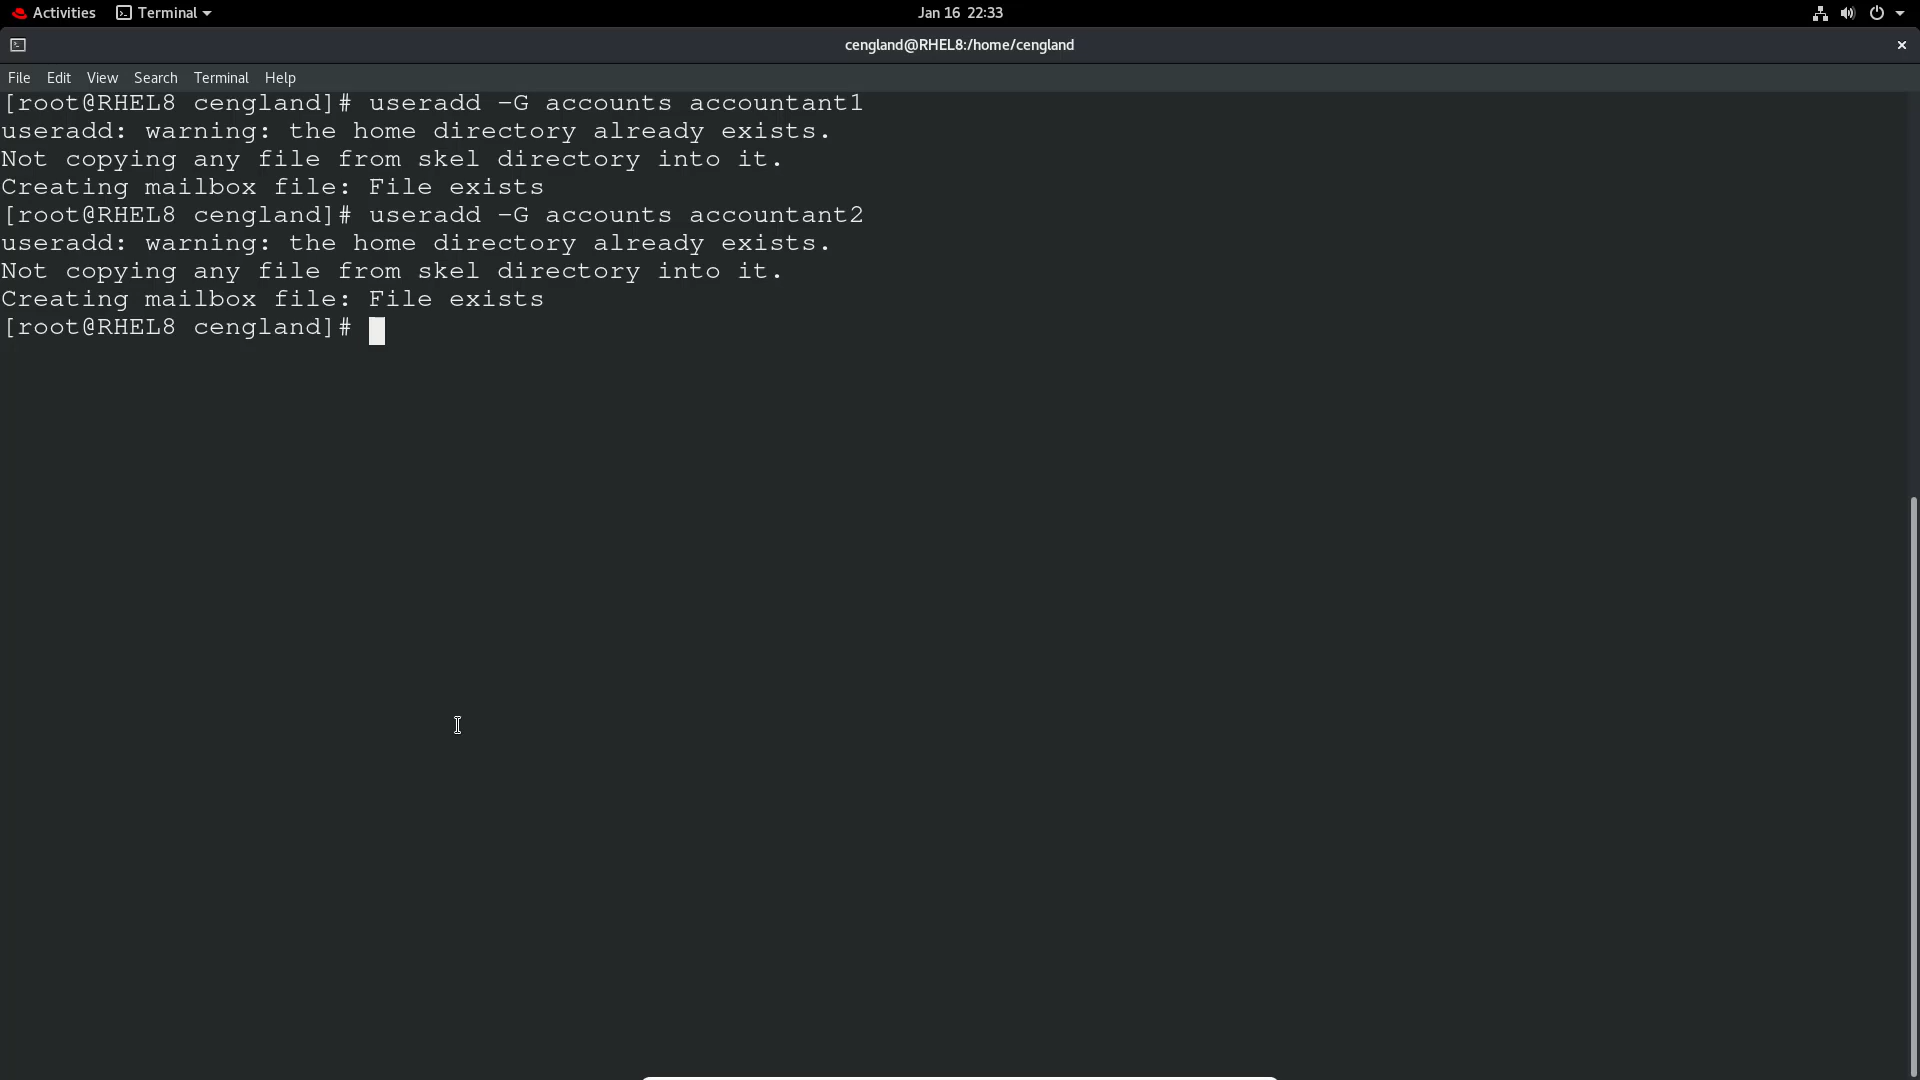 Activities Terminal Jan 16 22:33
cengland@RHEL8:/home/cengland
File Edit View Search Terminal Help
[root@RHEL8 cengland]# useradd -G accounts accountant1
useradd: warning: the home directory already exists.
Not copying any file from skel directory into it.
Creating mailbox file: File exists
[root@RHEL8 cengland]# useradd -G accounts accountant2
useradd: warning: the home directory already exists.
Not copying any file from skel directory into it.
Creating mailbox file: File exists
[root@RHEL8 cengland]#